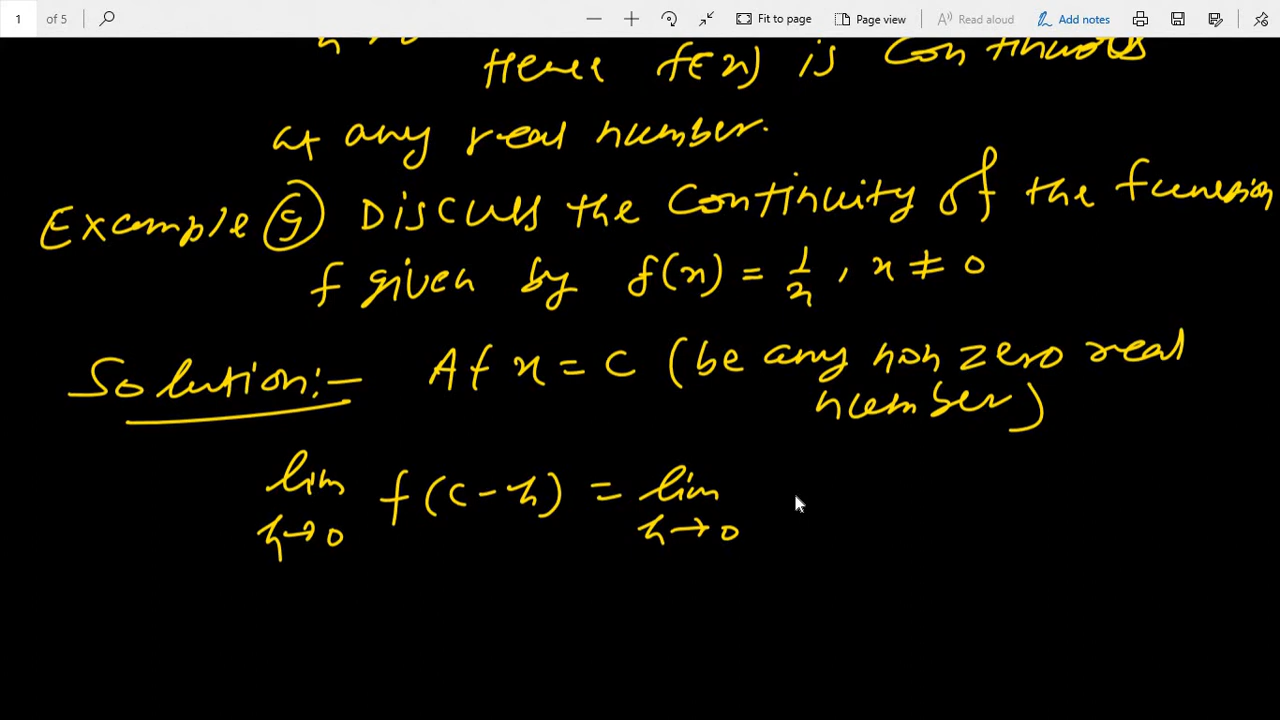 1 of 5 Fit to page Page view Read aloud Add notes
h→0 Hence f(x) is Continuous
at any real number.
Example 9 Discuss the Continuity of the function
f given by f(x) = 1/x , x ≠ 0
Solution:- At x = C (be any non zero real
number)
lim f(c-h) = lim
h→0 h→0